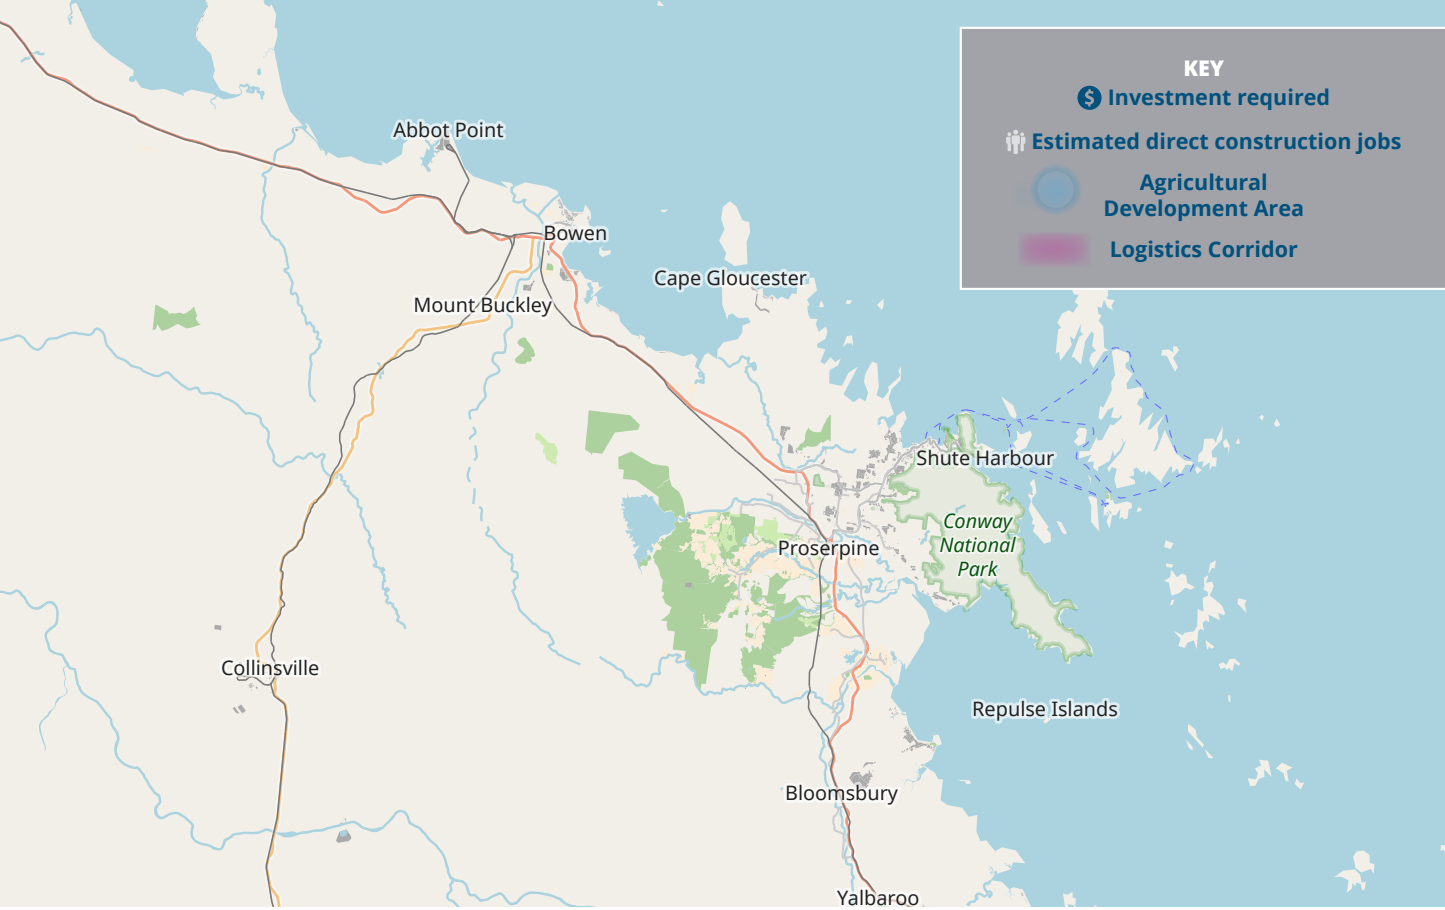 KEY
Investment required
Estimated direct construction jobs
Agricultural
Development Area
Logistics Corridor
Abbot Point
Bowen
Cape Gloucester
Mount Buckley
Shute Harbour
Conway
National
Park
Proserpine
Collinsville
Repulse Islands
Bloomsbury
Yalbaroo